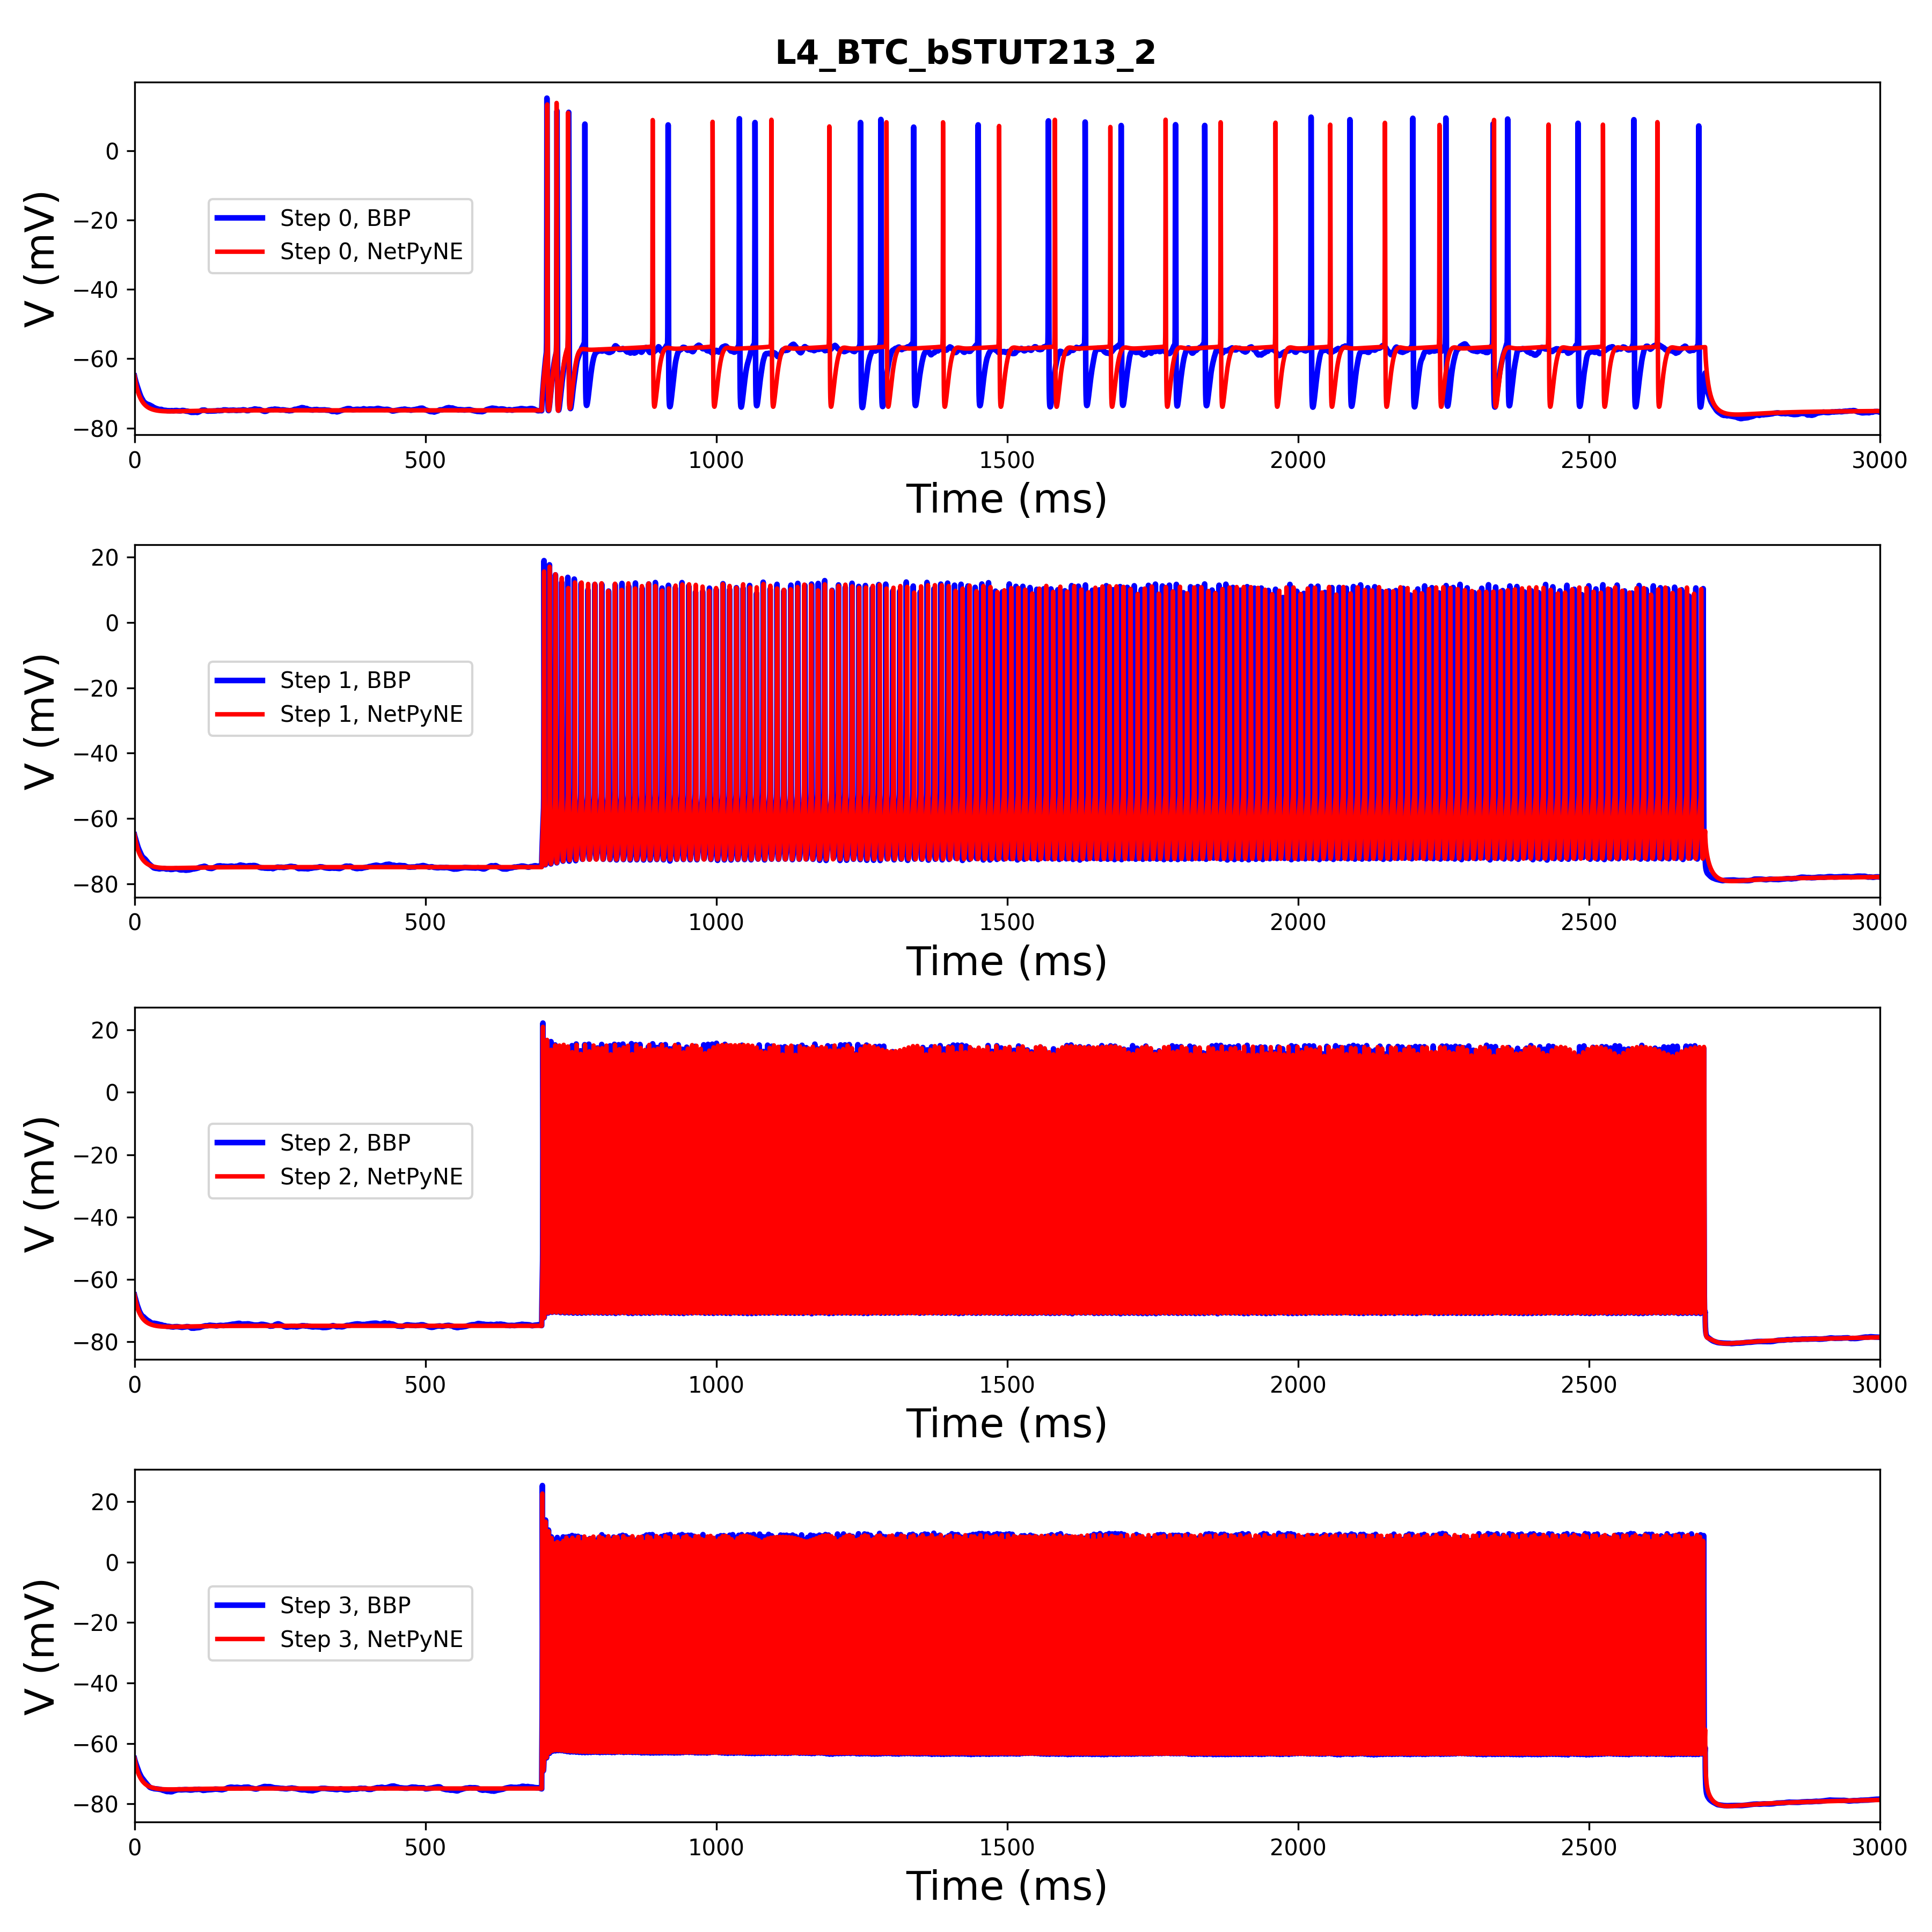 L4_BTC_bSTUT213_2
0
−20
−40
−60
−80
V (mV)
Step 0, BBP
Step 0, NetPyNE
0 500 1000 1500 2000 2500 3000
Time (ms)
20
0
−20
−40
−60
−80
V (mV)
Step 1, BBP
Step 1, NetPyNE
0 500 1000 1500 2000 2500 3000
Time (ms)
20
0
−20
−40
−60
−80
V (mV)
Step 2, BBP
Step 2, NetPyNE
0 500 1000 1500 2000 2500 3000
Time (ms)
20
0
−20
−40
−60
−80
V (mV)
Step 3, BBP
Step 3, NetPyNE
0 500 1000 1500 2000 2500 3000
Time (ms)